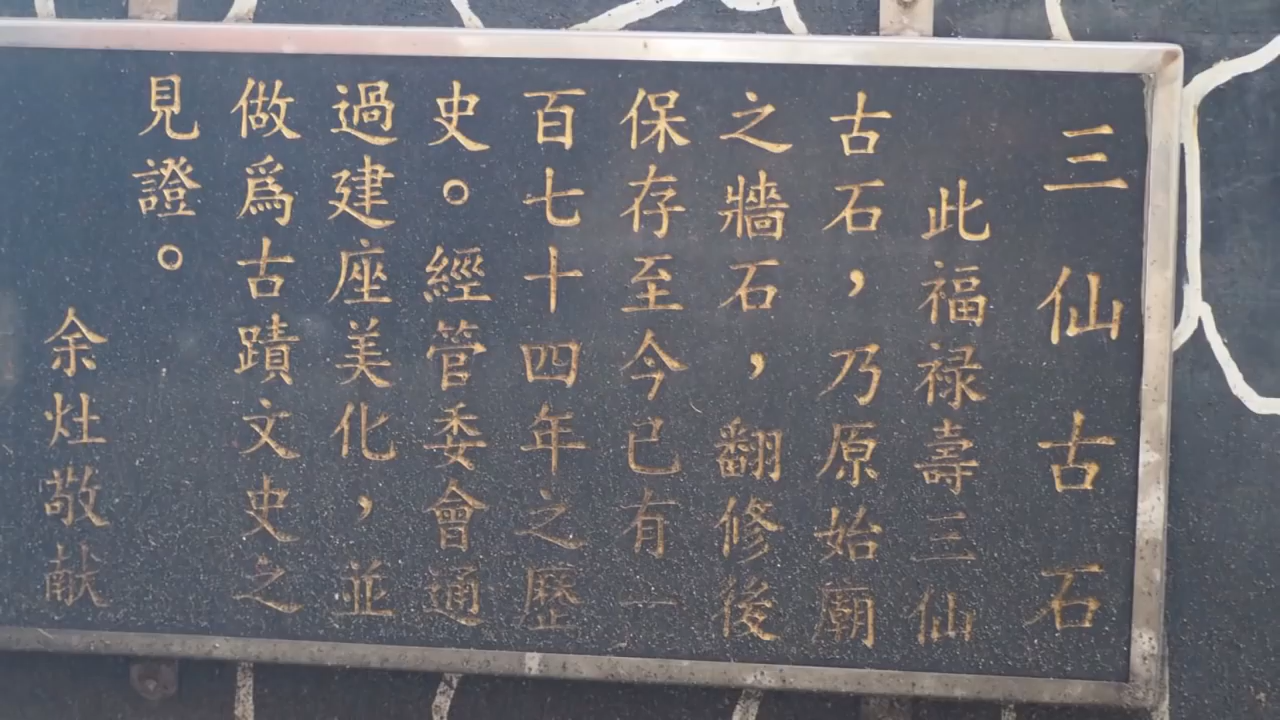 三仙古石
此福禄壽三仙
古石，乃原始廟
之牆石，翻修後
保存至今已有一
百七十四年之歷
史。經管委會通
過建座美化，並
做爲古蹟文史之
見證。
余灶敬献